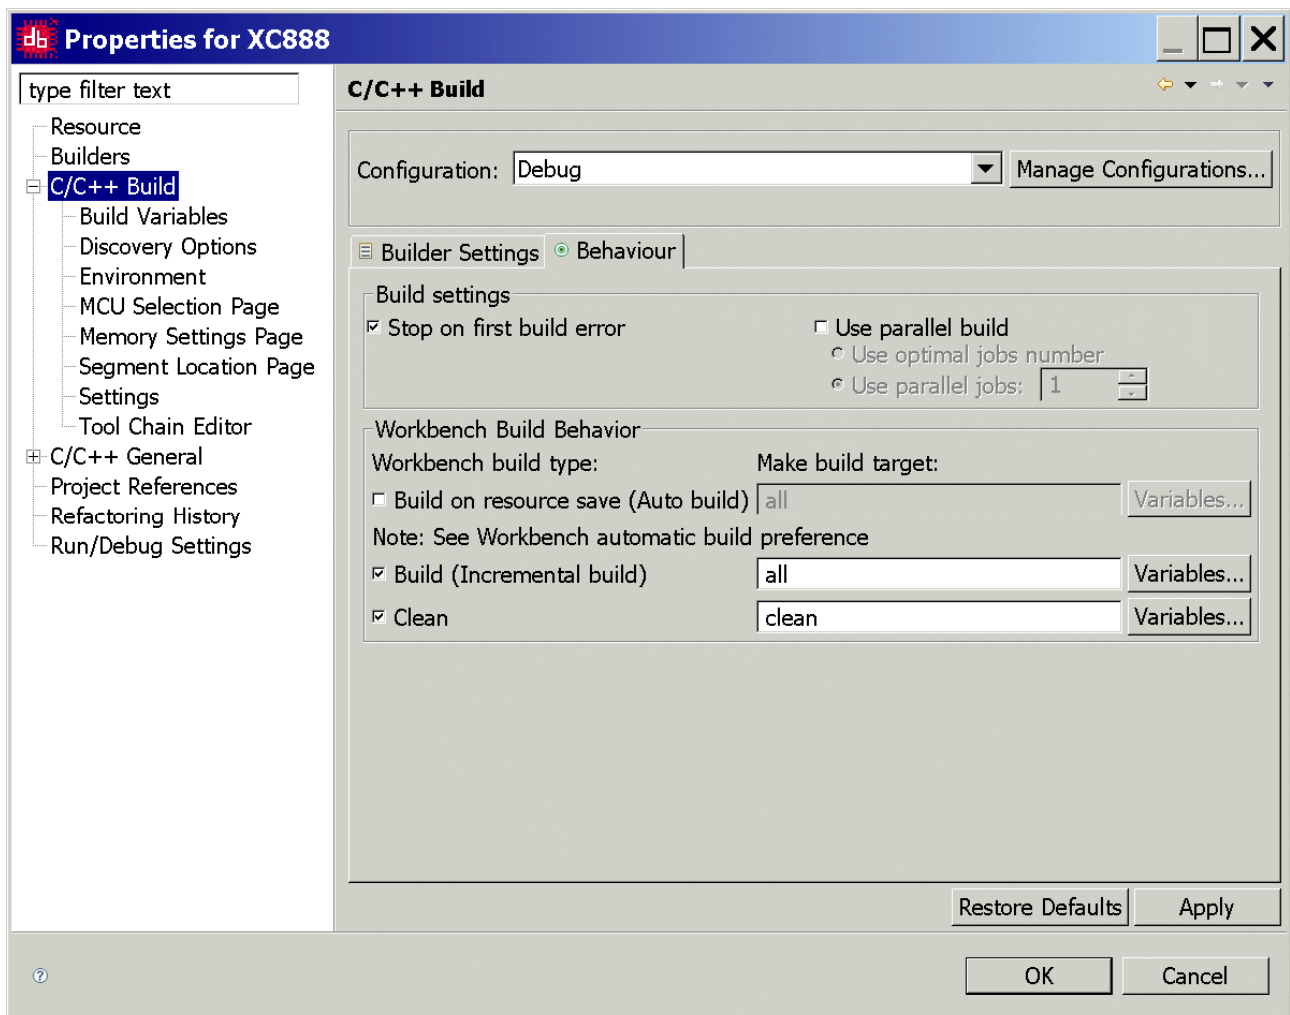 db Properties for XC888
type filter text
Resource
Builders
C/C++ Build
Build Variables
Discovery Options
Environment
MCU Selection Page
Memory Settings Page
Segment Location Page
Settings
Tool Chain Editor
C/C++ General
Project References
Refactoring History
Run/Debug Settings
C/C++ Build
Configuration: Debug Manage Configurations...
Builder Settings Behaviour
Build settings
Stop on first build error Use parallel build
Use optimal jobs number
Use parallel jobs: 1
Workbench Build Behavior
Workbench build type: Make build target:
Build on resource save (Auto build) all Variables...
Note: See Workbench automatic build preference
Build (Incremental build) all Variables...
Clean clean Variables...
Restore Defaults Apply
? OK Cancel